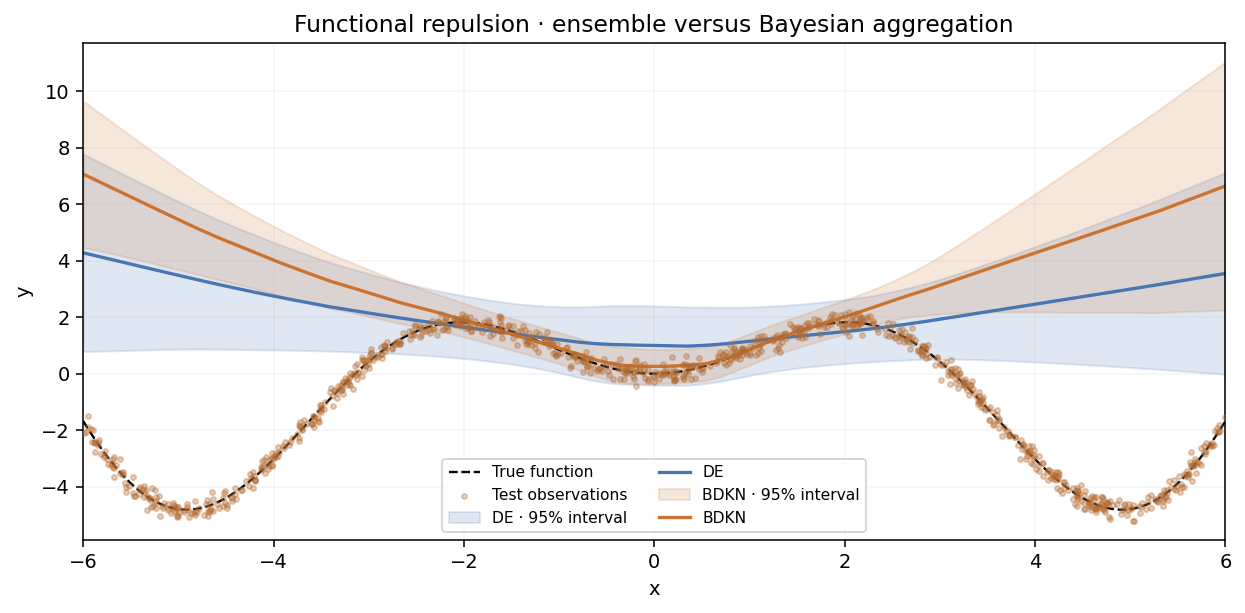 Functional repulsion · ensemble versus Bayesian aggregation
y
10
8
6
4
2
0
−2
−4
True function
Test observations
DE · 95% interval
DE
BDKN · 95% interval
BDKN
−6 −4 −2 0 2 4 6
x